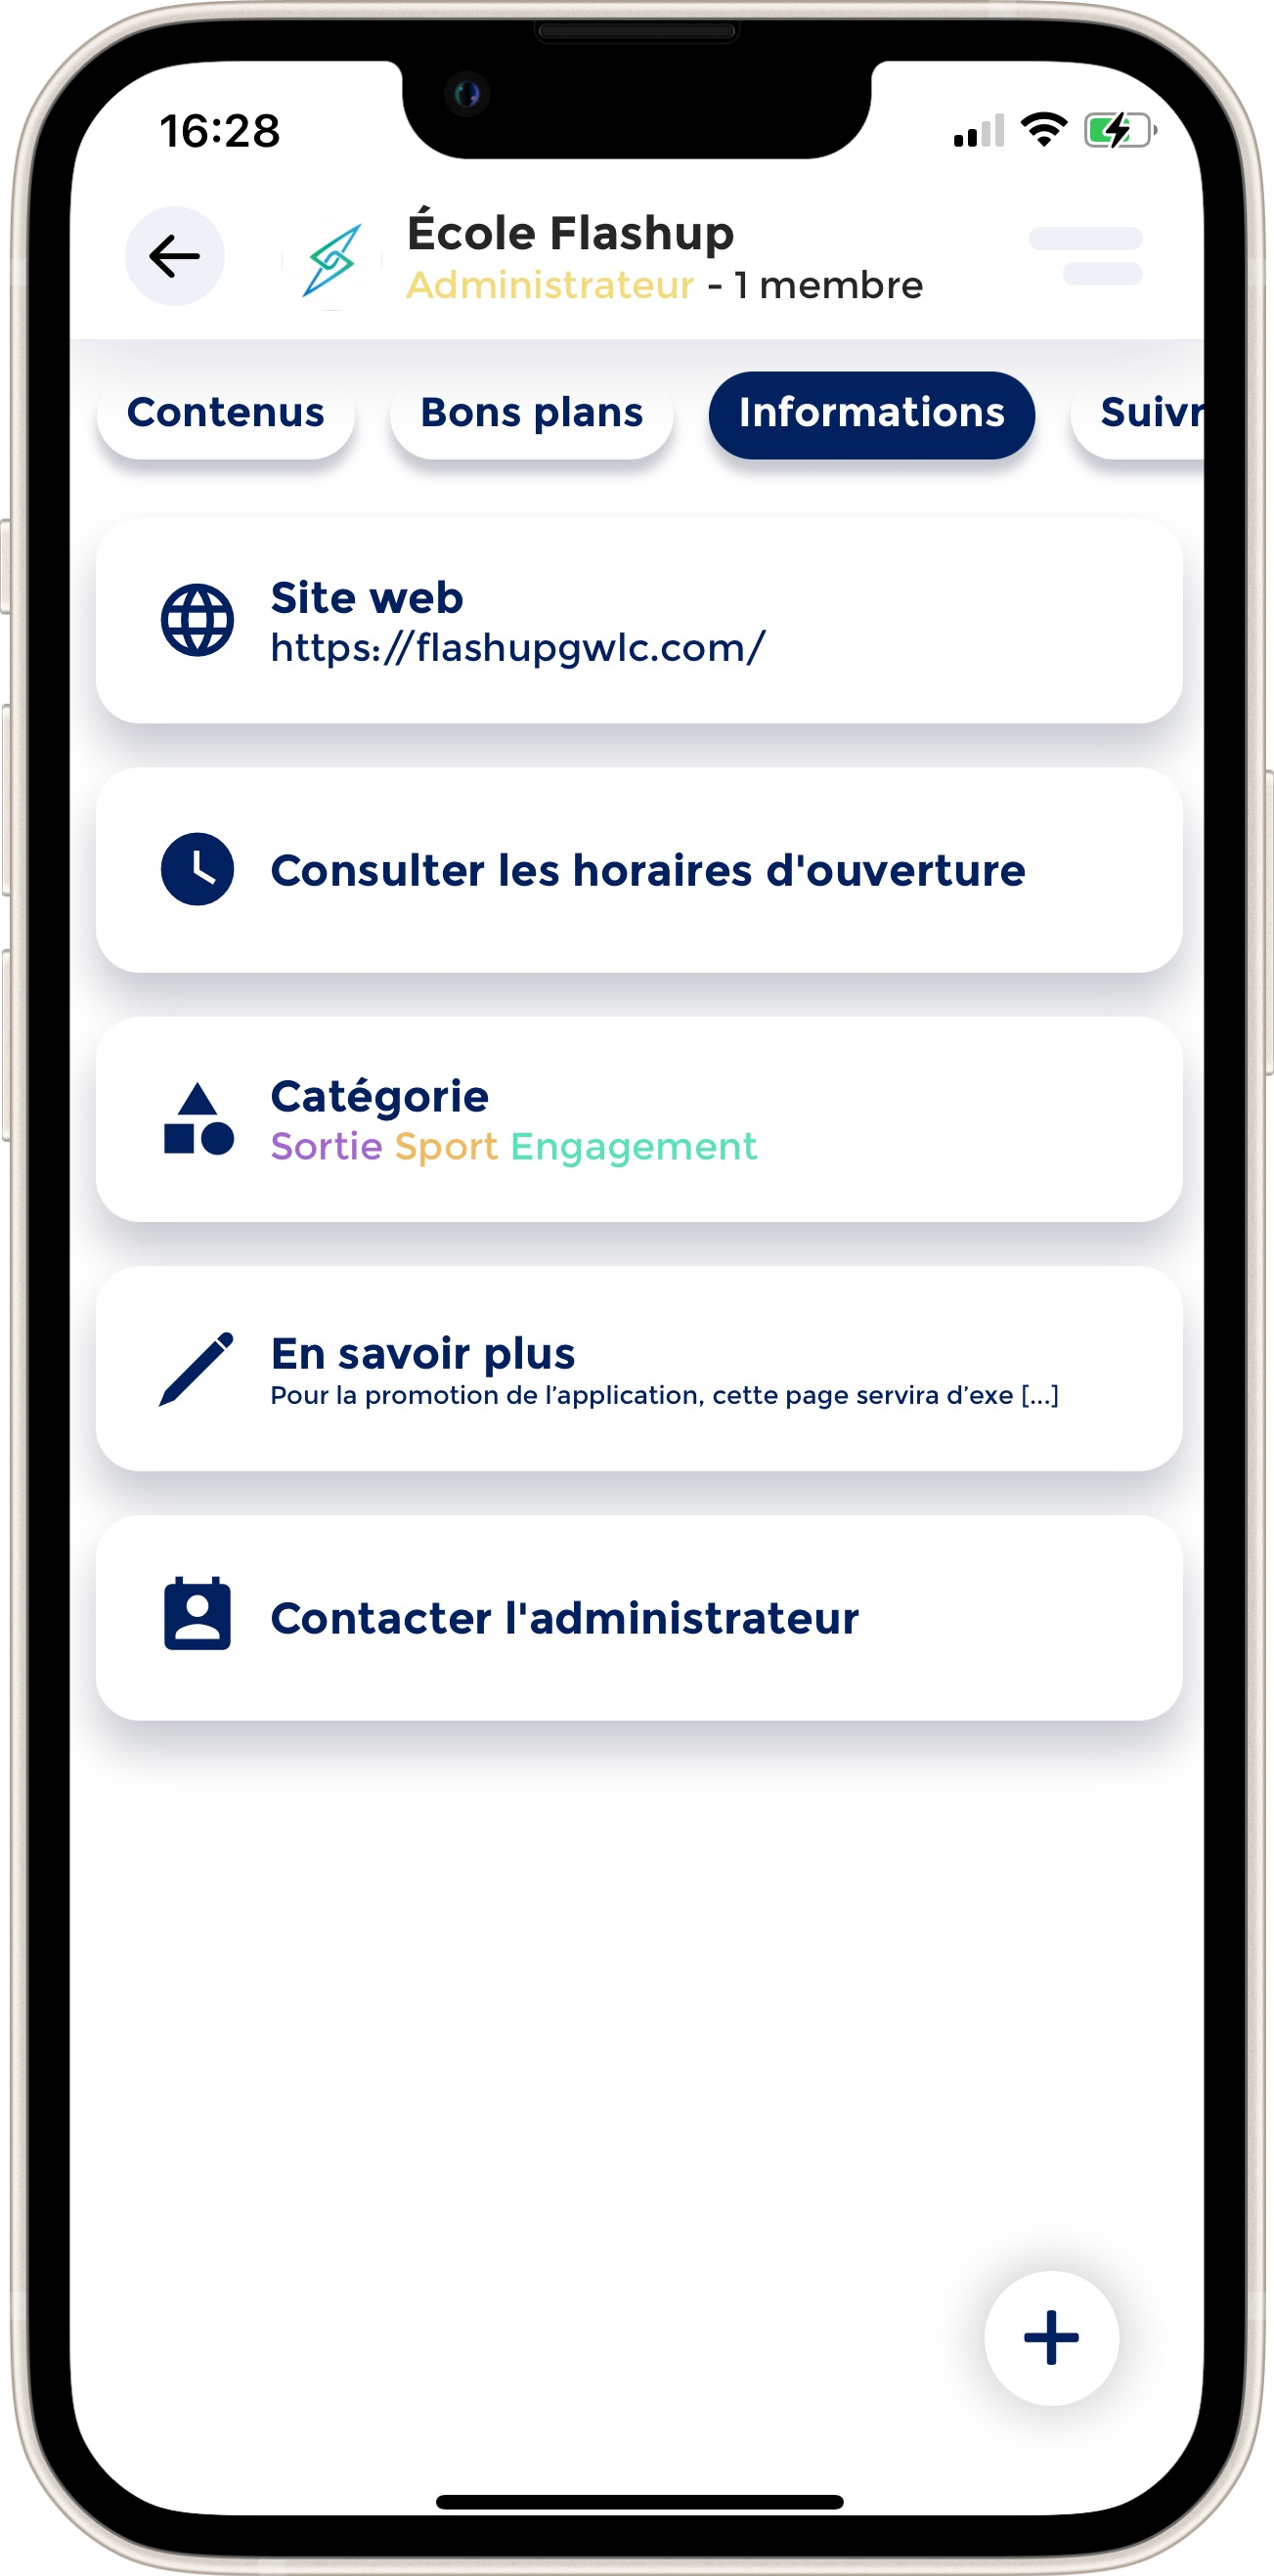 16:28
École Flashup
Administrateur - 1 membre
Contenus Bons plans Informations Suivr
Site web
https://flashupgwlc.com/
Consulter les horaires d'ouverture
Catégorie
Sortie Sport Engagement
En savoir plus
Pour la promotion de l’application, cette page servira d’exe [...]
Contacter l'administrateur